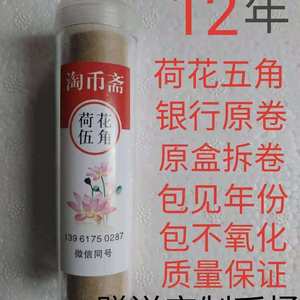 12年
淘币斋
荷花
伍角
139 6175 0287
微信同号
荷花五角
银行原卷
原盒拆卷
包见年份
包不氧化
质量保证